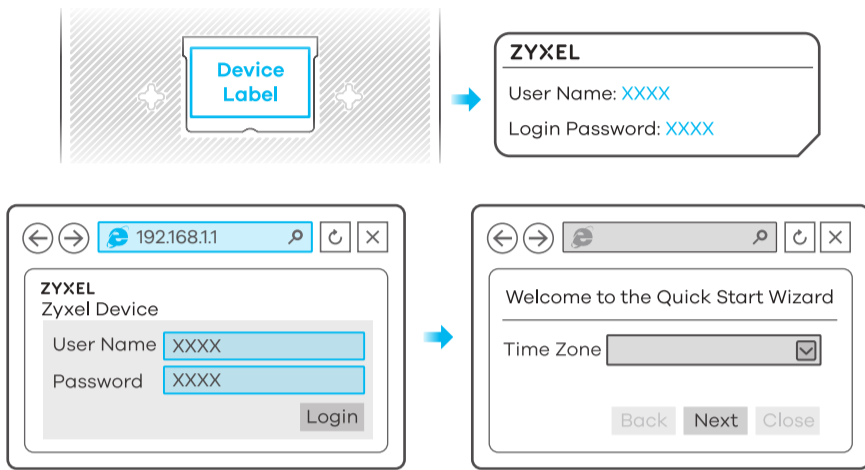 Device
Label
ZYXEL
User Name: XXXX
Login Password: XXXX
192.168.1.1
ZYXEL
Zyxel Device
User Name XXXX
Password XXXX
Login
Welcome to the Quick Start Wizard
Time Zone
Back Next Close